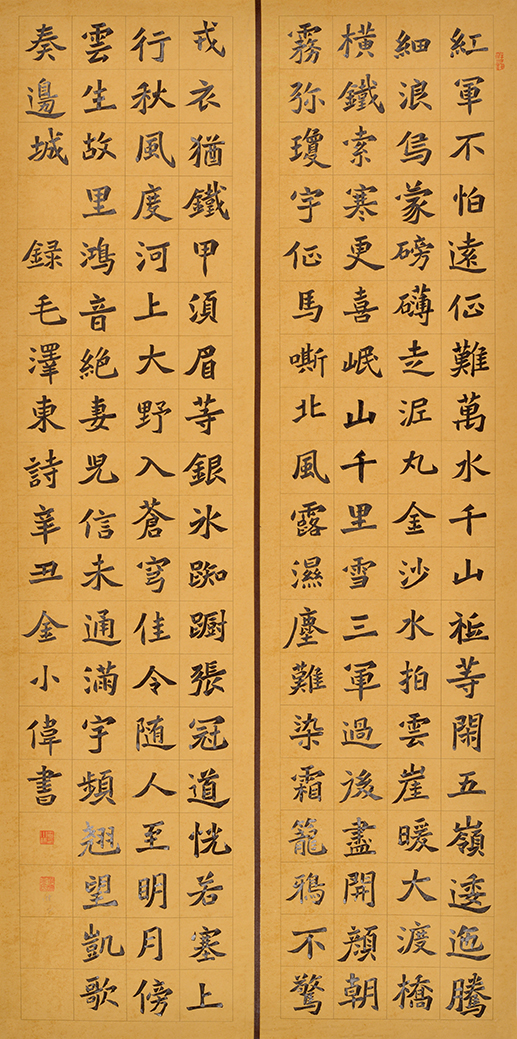 紅軍不怕遠征難萬水千山祗等閑五嶺逶迤騰
細浪烏蒙磅礴走泥丸金沙水拍雲崖暖大渡橋
橫鐵索寒更喜岷山千里雪三軍過後盡開顏朝
霧弥瓊宇征馬嘶北風露濕塵難染霜籠鴉不驚
戎衣猶鐵甲須眉等銀氷踟躕張冠道恍若塞上
行秋風度河上大野入蒼穹佳令随人至明月傍
雲生故里鴻音絕妻兒信未通滿宇頻翹望凱歌
奏邊城 録毛澤東詩辛丑金小偉書